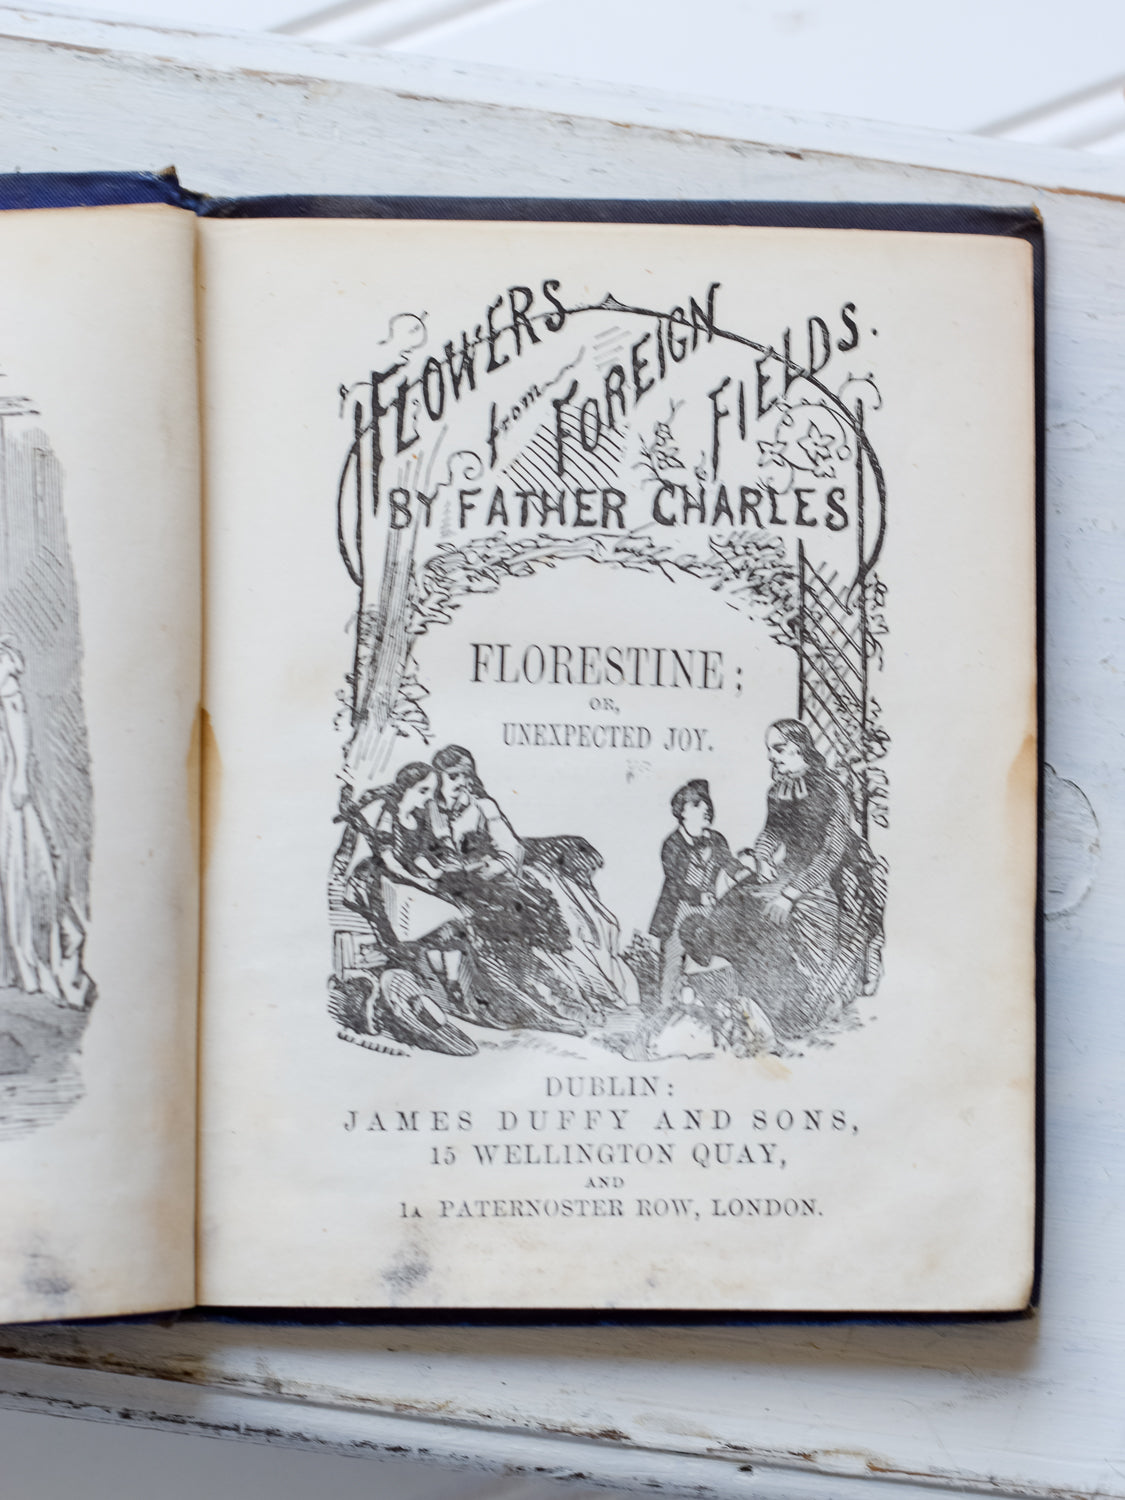 FLOWERS
from FOREIGN FIELDS.
BY FATHER CHARLES
FLORESTINE;
OR,
UNEXPECTED JOY.
DUBLIN:
JAMES DUFFY AND SONS,
15 WELLINGTON QUAY,
AND
1A PATERNOSTER ROW, LONDON.